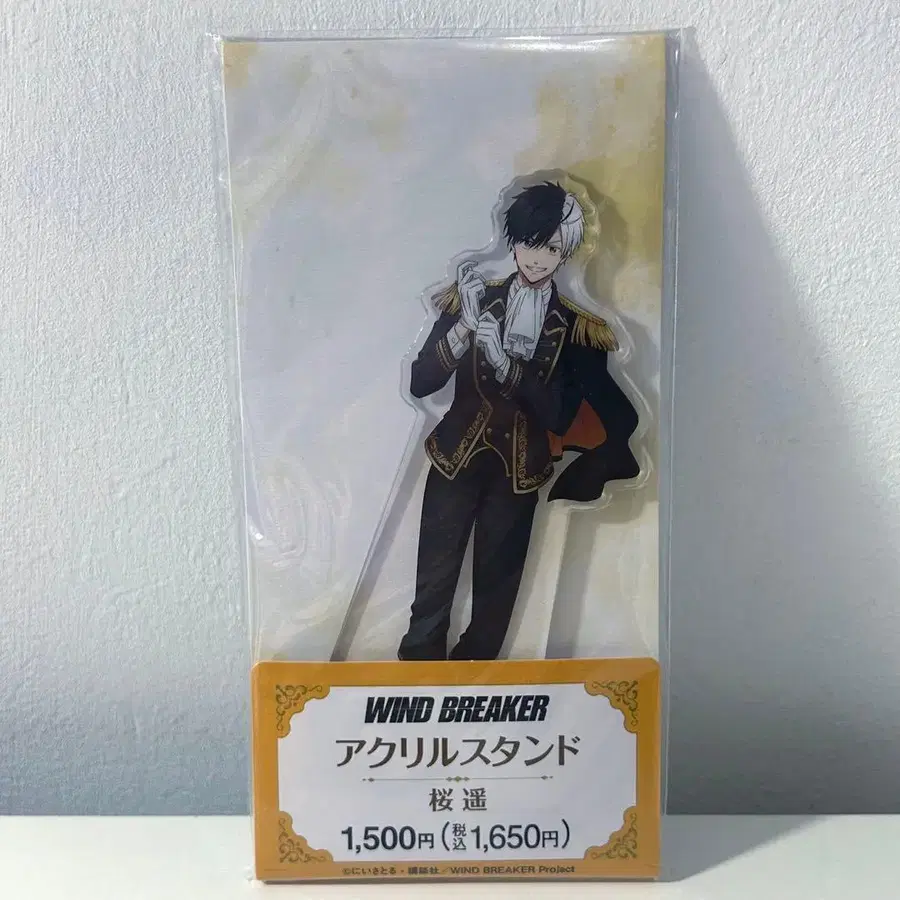 WIND BREAKER
アクリルスタンド
桜 遥
1,500円(税込1,650円)
©にいさとる・講談社／WIND BREAKER Project